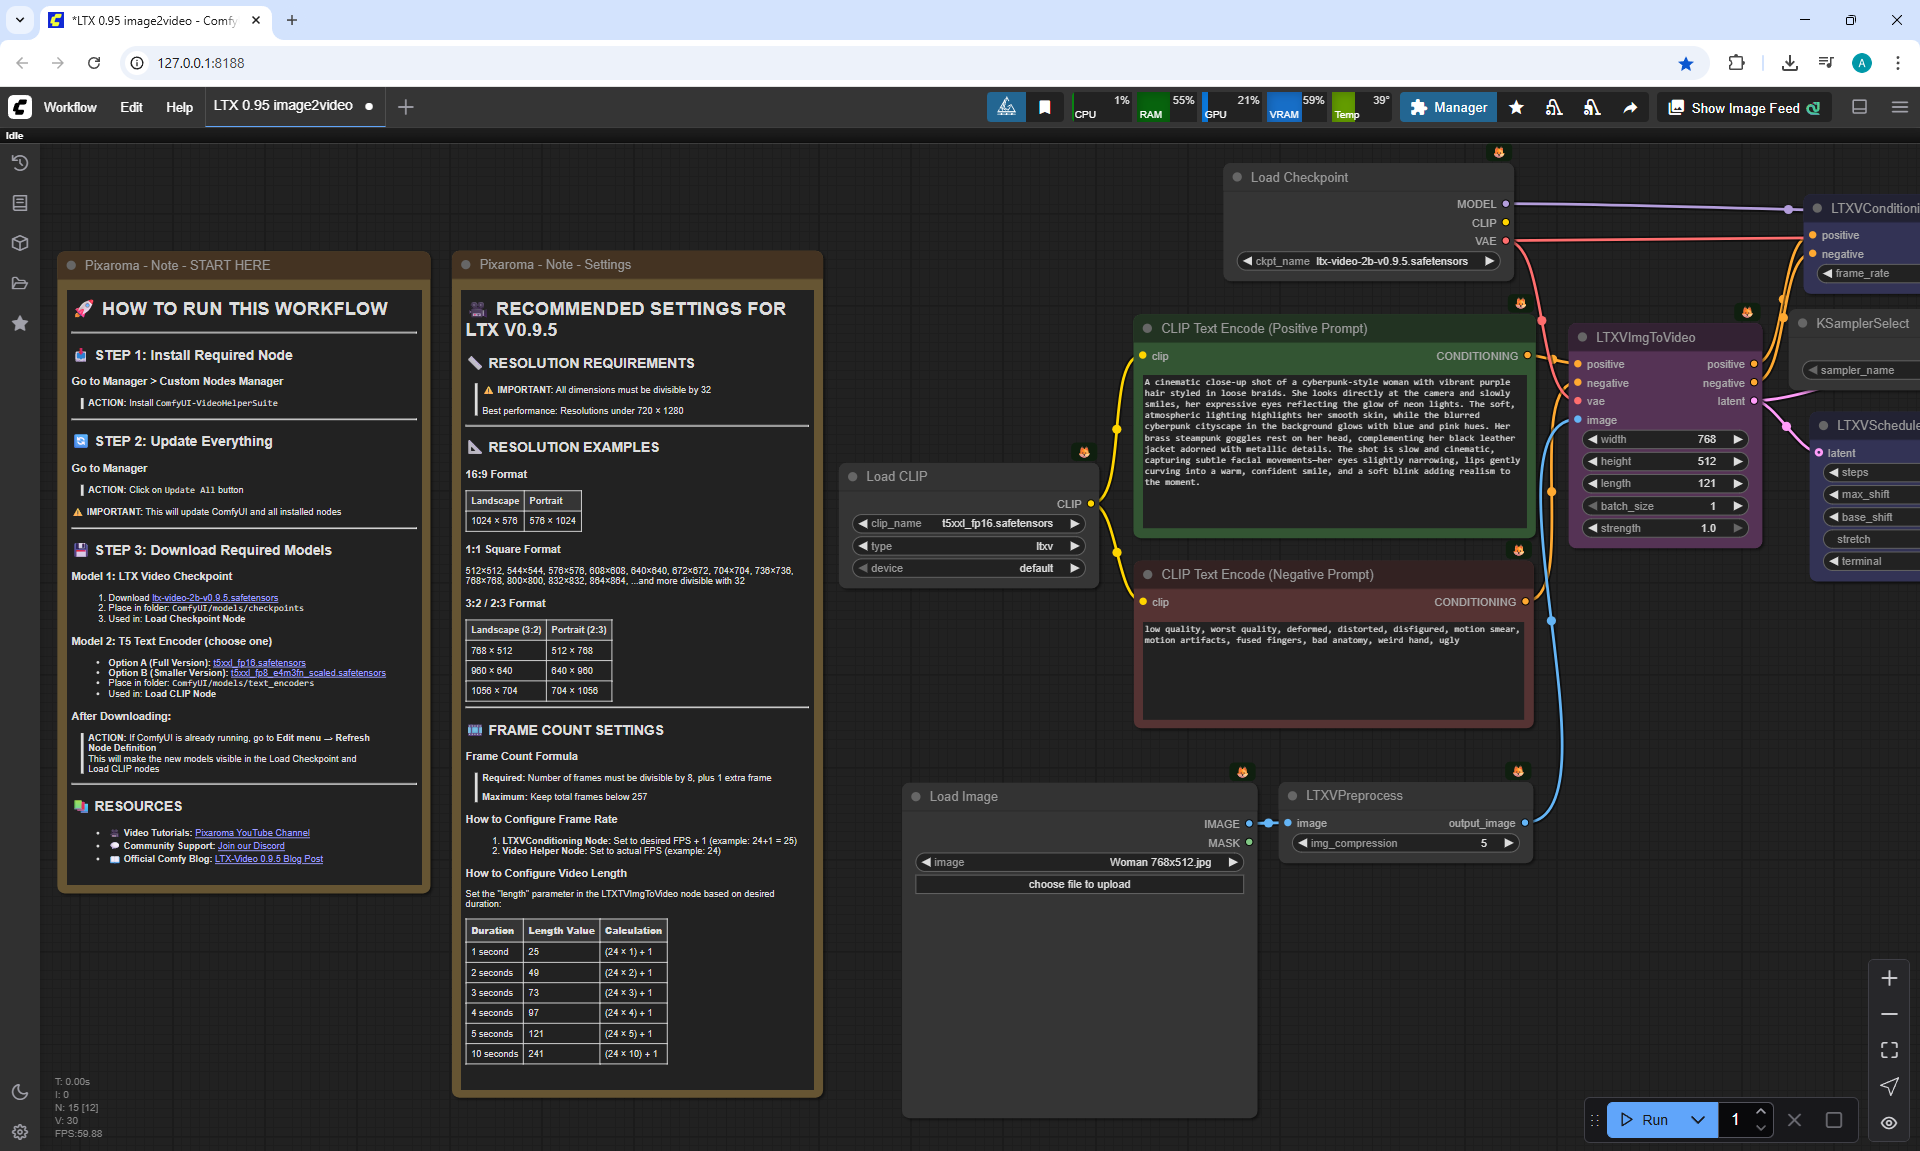 *LTX 0.95 image2video - Comfy
127.0.0.1:8188
A
Workflow
Edit
Help
LTX 0.95 image2video
CPU 1%
RAM 55%
GPU 21%
VRAM 59%
Temp 39°
Manager
Show Image Feed
Idle
Pixaroma - Note - START HERE
HOW TO RUN THIS WORKFLOW
STEP 1: Install Required Node
Go to Manager > Custom Nodes Manager
ACTION: Install ComfyUI-VideoHelperSuite
STEP 2: Update Everything
Go to Manager
ACTION: Click on Update All button
IMPORTANT: This will update ComfyUI and all installed nodes
STEP 3: Download Required Models
Model 1: LTX Video Checkpoint
1. Download ltx-video-2b-v0.9.5.safetensors
2. Place in folder: ComfyUI/models/checkpoints
3. Used in: Load Checkpoint Node
Model 2: T5 Text Encoder (choose one)
• Option A (Full Version): t5xxl_fp16.safetensors
• Option B (Smaller Version): t5xxl_fp8_e4m3fn_scaled.safetensors
• Place in folder: ComfyUI/models/text_encoders
• Used in: Load CLIP Node
After Downloading:
ACTION: If ComfyUI is already running, go to Edit menu → Refresh
Node Definition
This will make the new models visible in the Load Checkpoint and
Load CLIP nodes
RESOURCES
• Video Tutorials: Pixaroma YouTube Channel
• Community Support: Join our Discord
• Official Comfy Blog: LTX-Video 0.9.5 Blog Post
Pixaroma - Note - Settings
RECOMMENDED SETTINGS FOR
LTX V0.9.5
RESOLUTION REQUIREMENTS
IMPORTANT: All dimensions must be divisible by 32
Best performance: Resolutions under 720 × 1280
RESOLUTION EXAMPLES
16:9 Format
Landscape Portrait
1024 × 576 576 × 1024
1:1 Square Format
512×512, 544×544, 576×576, 608×608, 640×640, 672×672, 704×704, 736×736,
768×768, 800×800, 832×832, 864×864, ...and more divisible with 32
3:2 / 2:3 Format
Landscape (3:2) Portrait (2:3)
768 × 512 512 × 768
960 × 640 640 × 960
1056 × 704 704 × 1056
FRAME COUNT SETTINGS
Frame Count Formula
Required: Number of frames must be divisible by 8, plus 1 extra frame
Maximum: Keep total frames below 257
How to Configure Frame Rate
1. LTXVConditioning Node: Set to desired FPS + 1 (example: 24+1 = 25)
2. Video Helper Node: Set to actual FPS (example: 24)
How to Configure Video Length
Set the "length" parameter in the LTXTVImgToVideo node based on desired
duration:
Duration Length Value Calculation
1 second 25 (24 × 1) + 1
2 seconds 49 (24 × 2) + 1
3 seconds 73 (24 × 3) + 1
4 seconds 97 (24 × 4) + 1
5 seconds 121 (24 × 5) + 1
10 seconds 241 (24 × 10) + 1
Load CLIP
CLIP
clip_name t5xxl_fp16.safetensors
type ltxv
device default
Load Checkpoint
MODEL
CLIP
VAE
ckpt_name ltx-video-2b-v0.9.5.safetensors
CLIP Text Encode (Positive Prompt)
clip CONDITIONING
A cinematic close-up shot of a cyberpunk-style woman with vibrant purple
hair styled in loose braids. She looks directly at the camera and slowly
smiles, her expressive eyes reflecting the glow of neon lights. The soft,
atmospheric lighting highlights her smooth skin, while the blurred
cyberpunk cityscape in the background glows with blue and pink hues. Her
brass steampunk goggles rest on her head, complementing her black leather
jacket adorned with metallic details. The shot is slow and cinematic,
capturing subtle facial movements—her eyes slightly narrowing, lips gently
curving into a warm, confident smile, and a soft blink adding realism to
the moment.
CLIP Text Encode (Negative Prompt)
clip CONDITIONING
low quality, worst quality, deformed, distorted, disfigured, motion smear,
motion artifacts, fused fingers, bad anatomy, weird hand, ugly
Load Image
IMAGE
MASK
image Woman 768x512.jpg
choose file to upload
LTXVPreprocess
image output_image
img_compression 5
LTXVImgToVideo
positive positive
negative negative
vae latent
image
width 768
height 512
length 121
batch_size 1
strength 1.0
LTXVConditioni
positive
negative
frame_rate
KSamplerSelect
sampler_name
LTXVSchedule
latent
steps
max_shift
base_shift
stretch
terminal
T: 0.00s
I: 0
N: 15 [12]
V: 30
FPS:59.88
Run
1